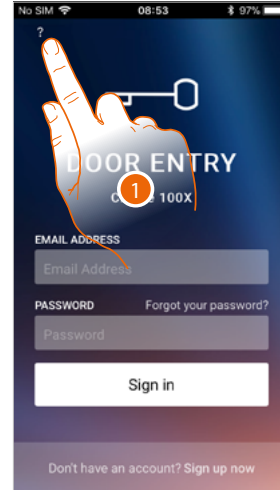 No SIM 08:53 97%
?
DOOR ENTRY
1
100X
EMAIL ADDRESS
Email Address
PASSWORD Forgot your password?
Password
Sign in
Don't have an account? Sign up now